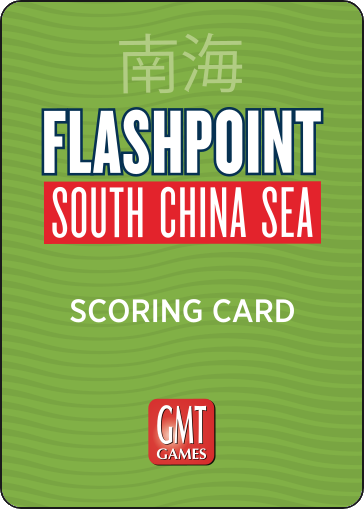 南海
FLASHPOINT
SOUTH CHINA SEA
SCORING CARD
GMT
GAMES